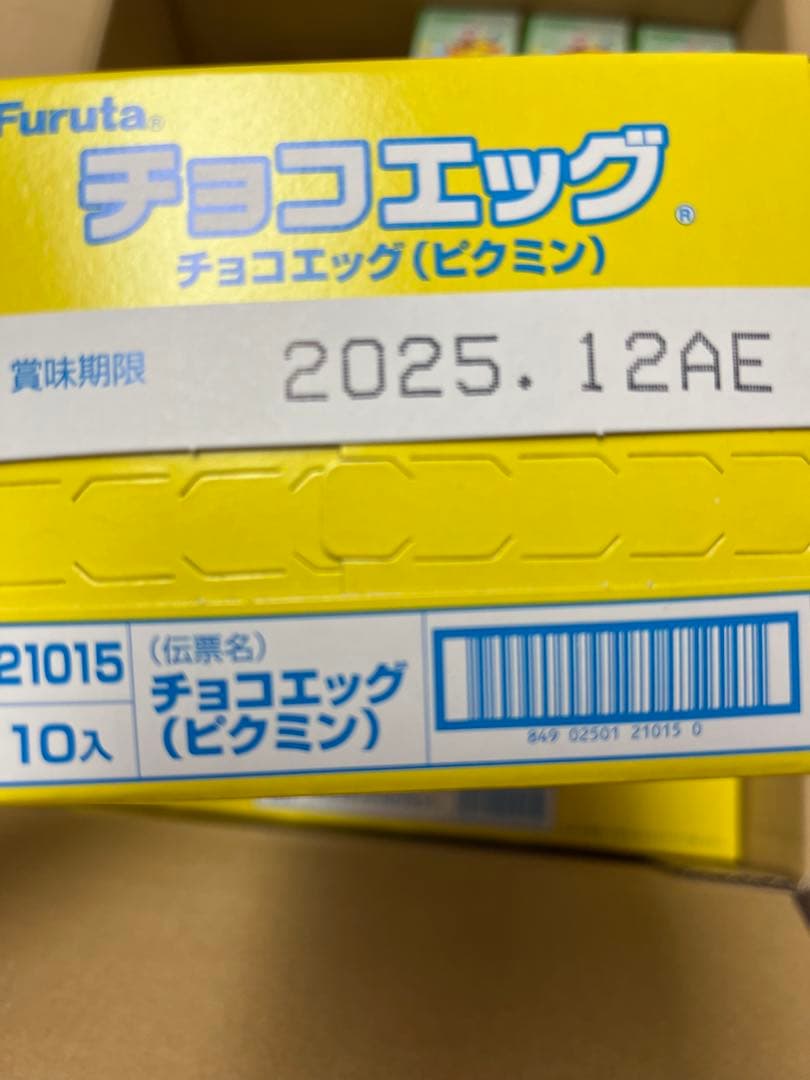 Furuta®
チョコエッグ®
チョコエッグ(ピクミン)
賞味期限 2025.12AE
21015
10入
(伝票名)
チョコエッグ
(ピクミン)
849 02501 21015 0